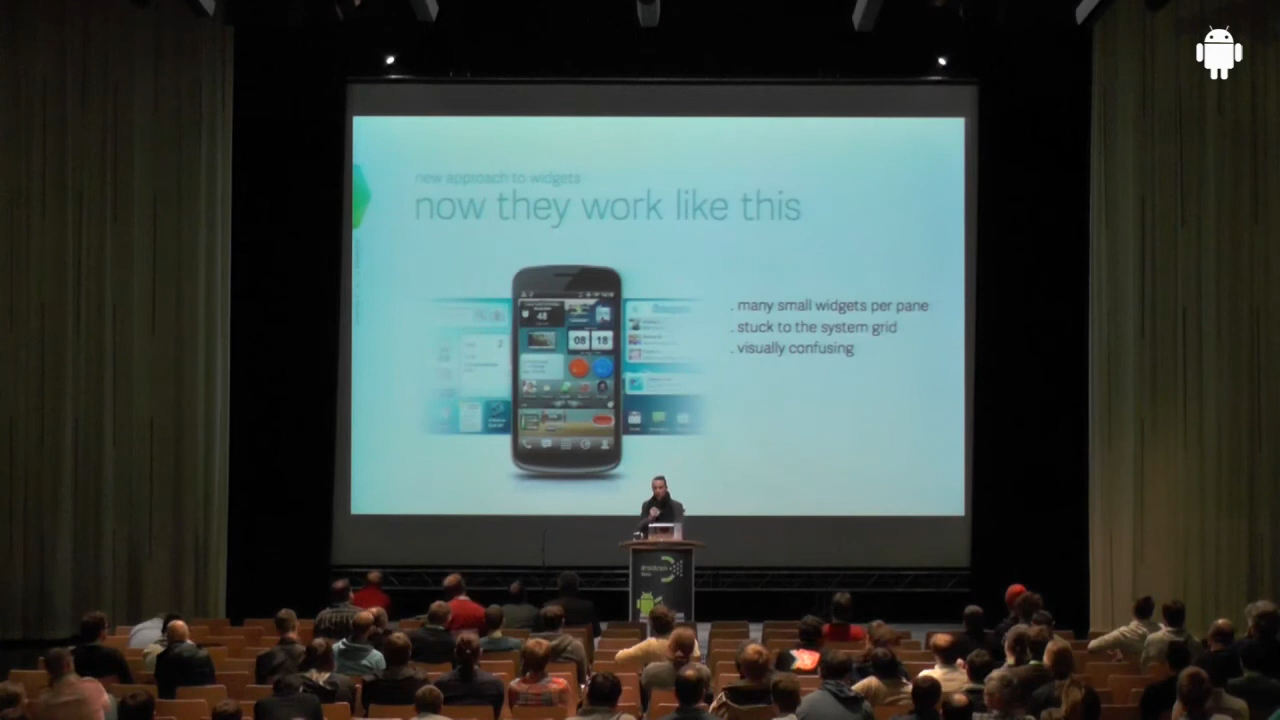 new approach to widgets
now they work like this
. many small widgets per pane
. stuck to the system grid
. visually confusing
48
08 18